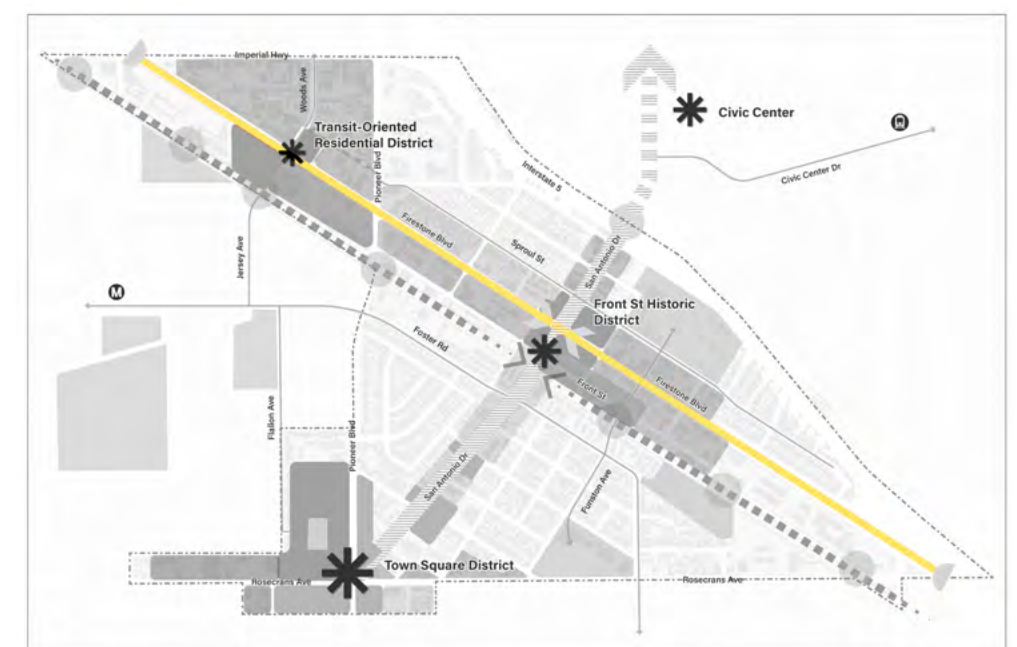 Imperial Hwy
Woods Ave
Transit-Oriented
Residential District
Pioneer Blvd
Civic Center
Civic Center Dr
Interstate 5
Firestone Blvd
Sproul St
San Antonio Dr
Jersey Ave
M
Front St Historic
District
Foster Rd
Front St
Firestone Blvd
Flallon Ave
Pioneer Blvd
San Antonio Dr
Funston Ave
Town Square District
Rosecrans Ave
Rosecrans Ave